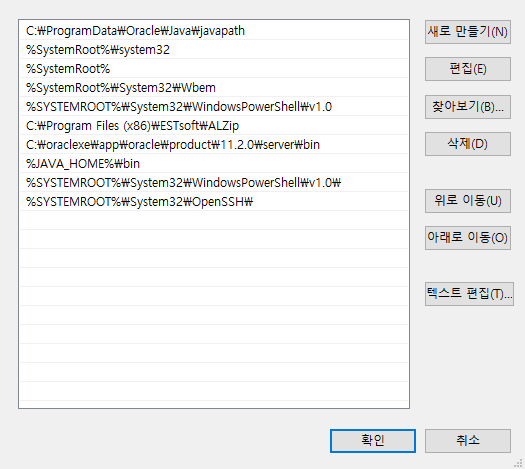 C:₩ProgramData₩Oracle₩Java₩javapath
%SystemRoot%₩system32
%SystemRoot%
%SystemRoot%₩System32₩Wbem
%SYSTEMROOT%₩System32₩WindowsPowerShell₩v1.0
C:₩Program Files (x86)₩ESTsoft₩ALZip
C:₩oraclexe₩app₩oracle₩product₩11.2.0₩server₩bin
%JAVA_HOME%₩bin
%SYSTEMROOT%₩System32₩WindowsPowerShell₩v1.0₩
%SYSTEMROOT%₩System32₩OpenSSH₩
새로 만들기(N)
편집(E)
찾아보기(B)...
삭제(D)
위로 이동(U)
아래로 이동(O)
텍스트 편집(T)...
확인
취소